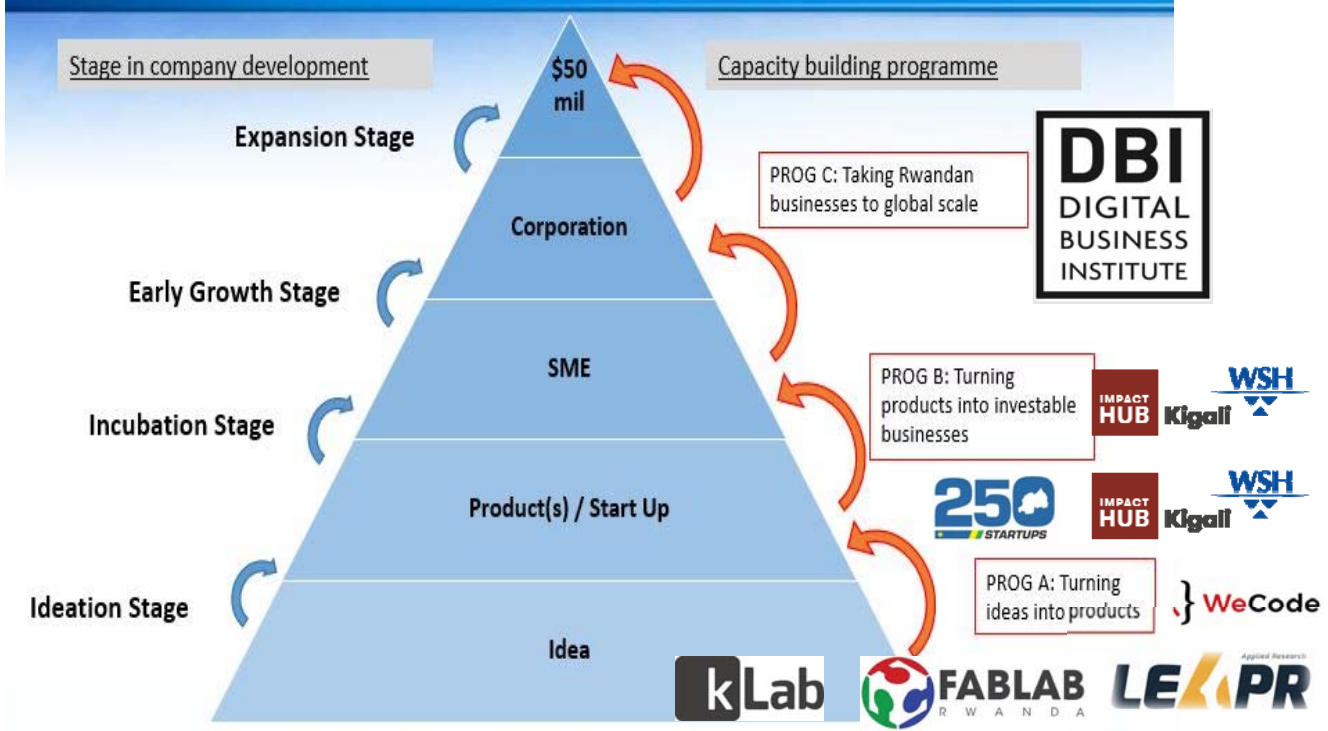 Stage in company development
Capacity building programme
$50
mil
Expansion Stage
PROG C: Taking Rwandan
businesses to global scale
DBI
DIGITAL
BUSINESS
INSTITUTE
Corporation
Early Growth Stage
SME
PROG B: Turning
products into investable
businesses
IMPACT
HUB Kigali
WSH
Incubation Stage
Product(s) / Start Up
250
STARTUPS
IMPACT
HUB Kigali
WSH
PROG A: Turning
ideas into products
} WeCode
Ideation Stage
Idea
kLab
FABLAB
RWANDA
Applied Research
LEAPR